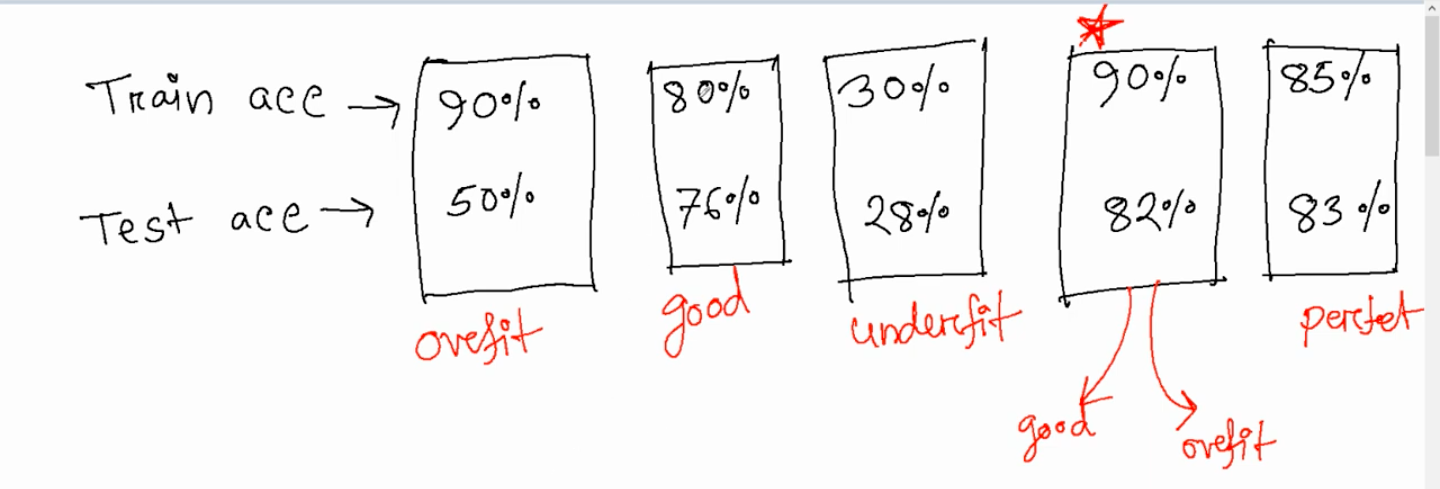 Train acc → 90% 80% 30% 90% 85%
Test acc → 50% 76% 28% 82% 83%
ovefit good underfit perfet
good ovefit